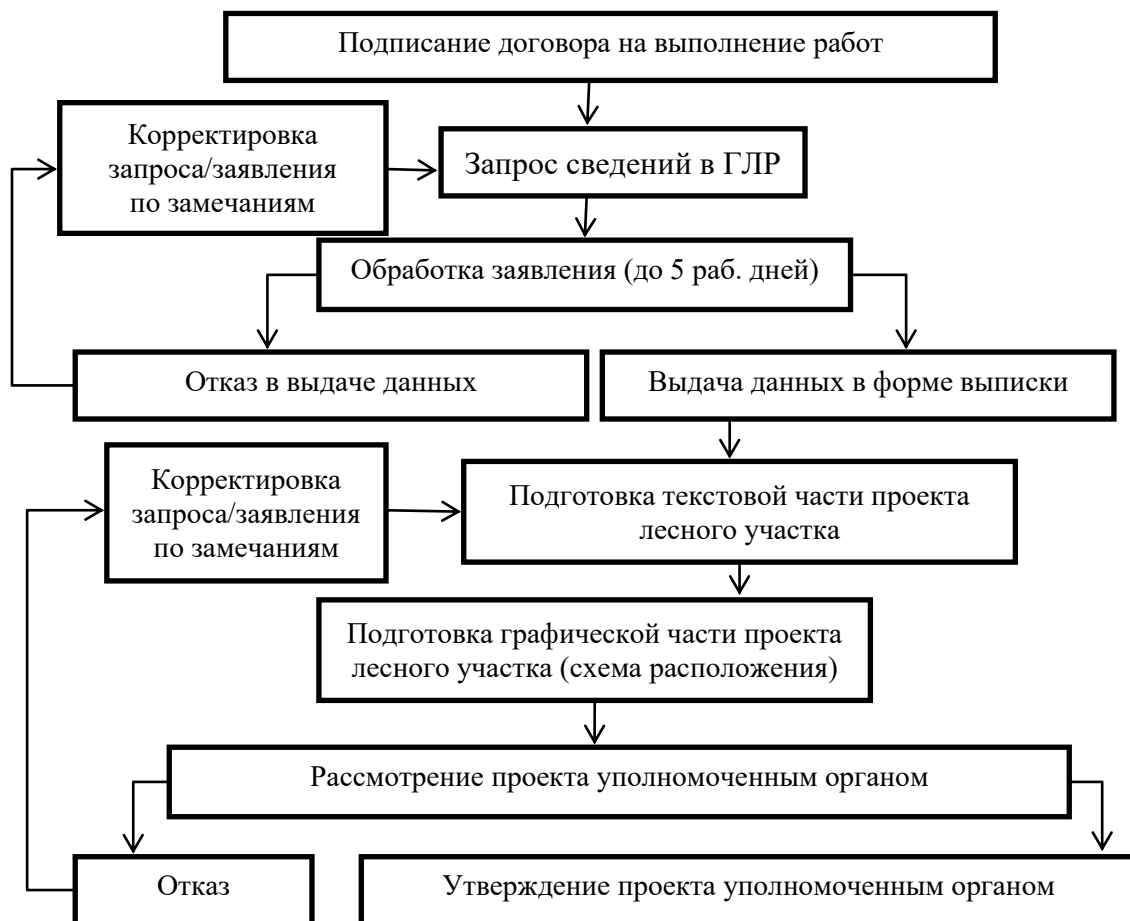 Подписание договора на выполнение работ
Корректировка
запроса/заявления
по замечаниям
Запрос сведений в ГЛР
Обработка заявления (до 5 раб. дней)
Отказ в выдаче данных
Выдача данных в форме выписки
Корректировка
запроса/заявления
по замечаниям
Подготовка текстовой части проекта
лесного участка
Подготовка графической части проекта
лесного участка (схема расположения)
Рассмотрение проекта уполномоченным органом
Отказ
Утверждение проекта уполномоченным органом